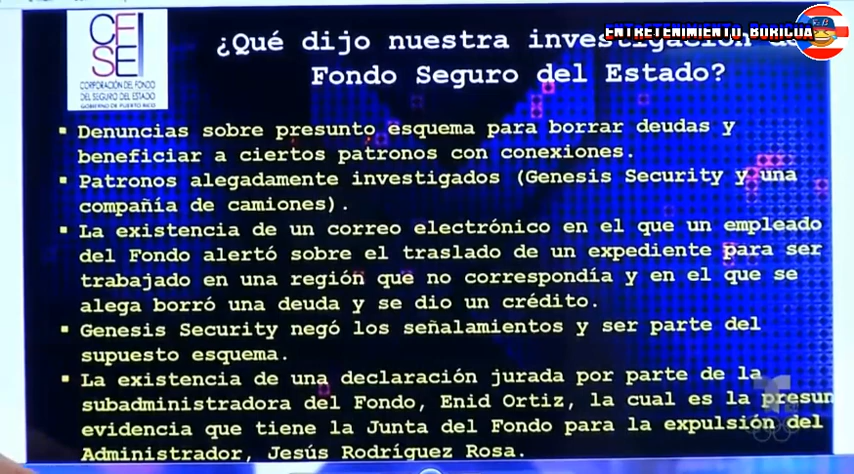 ENTRETENIMIENTO BORICUA
CFSE
CORPORACIÓN DEL FONDO
DEL SEGURO DEL ESTADO
GOBIERNO DE PUERTO RICO
¿Qué dijo nuestra investigación de
Fondo Seguro del Estado?
▪ Denuncias sobre presunto esquema para borrar deudas y
beneficiar a ciertos patronos con conexiones.
▪ Patronos alegadamente investigados (Genesis Security y una
compañía de camiones).
▪ La existencia de un correo electrónico en el que un empleado
del Fondo alertó sobre el traslado de un expediente para ser
trabajado en una región que no correspondía y en el que se
alega borró una deuda y se dio un crédito.
▪ Genesis Security negó los señalamientos y ser parte del
supuesto esquema.
▪ La existencia de una declaración jurada por parte de la
subadministradora del Fondo, Enid Ortiz, la cual es la presun
evidencia que tiene la Junta del Fondo para la expulsión del
Administrador, Jesús Rodríguez Rosa.